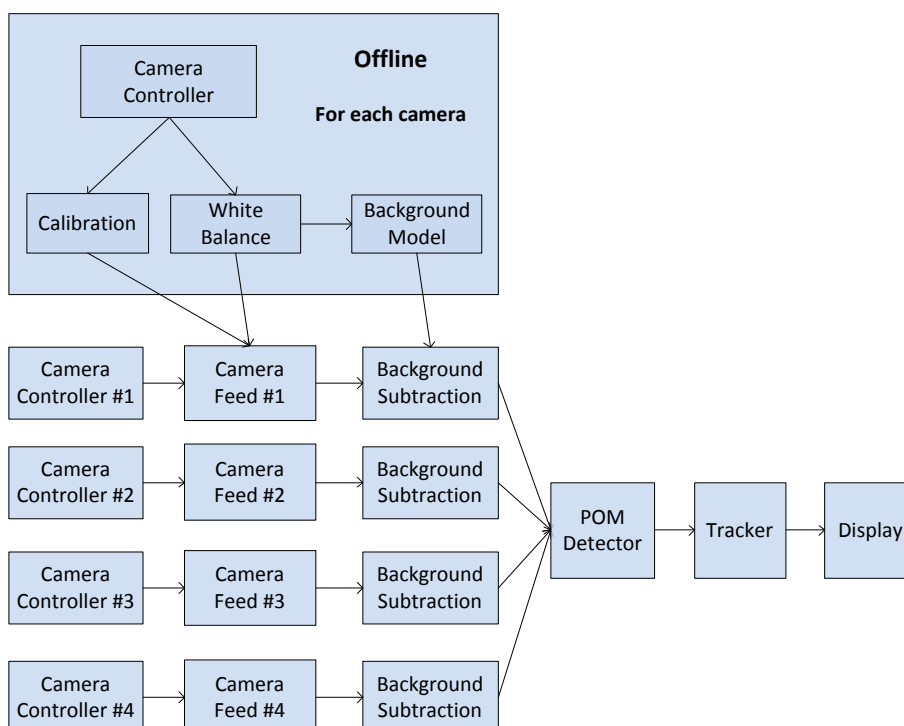 Offline
For each camera
Camera
Controller
Calibration
White
Balance
Background
Model
Camera
Controller #1
Camera
Feed #1
Background
Subtraction
Camera
Controller #2
Camera
Feed #2
Background
Subtraction
Camera
Controller #3
Camera
Feed #3
Background
Subtraction
Camera
Controller #4
Camera
Feed #4
Background
Subtraction
POM
Detector
Tracker
Display